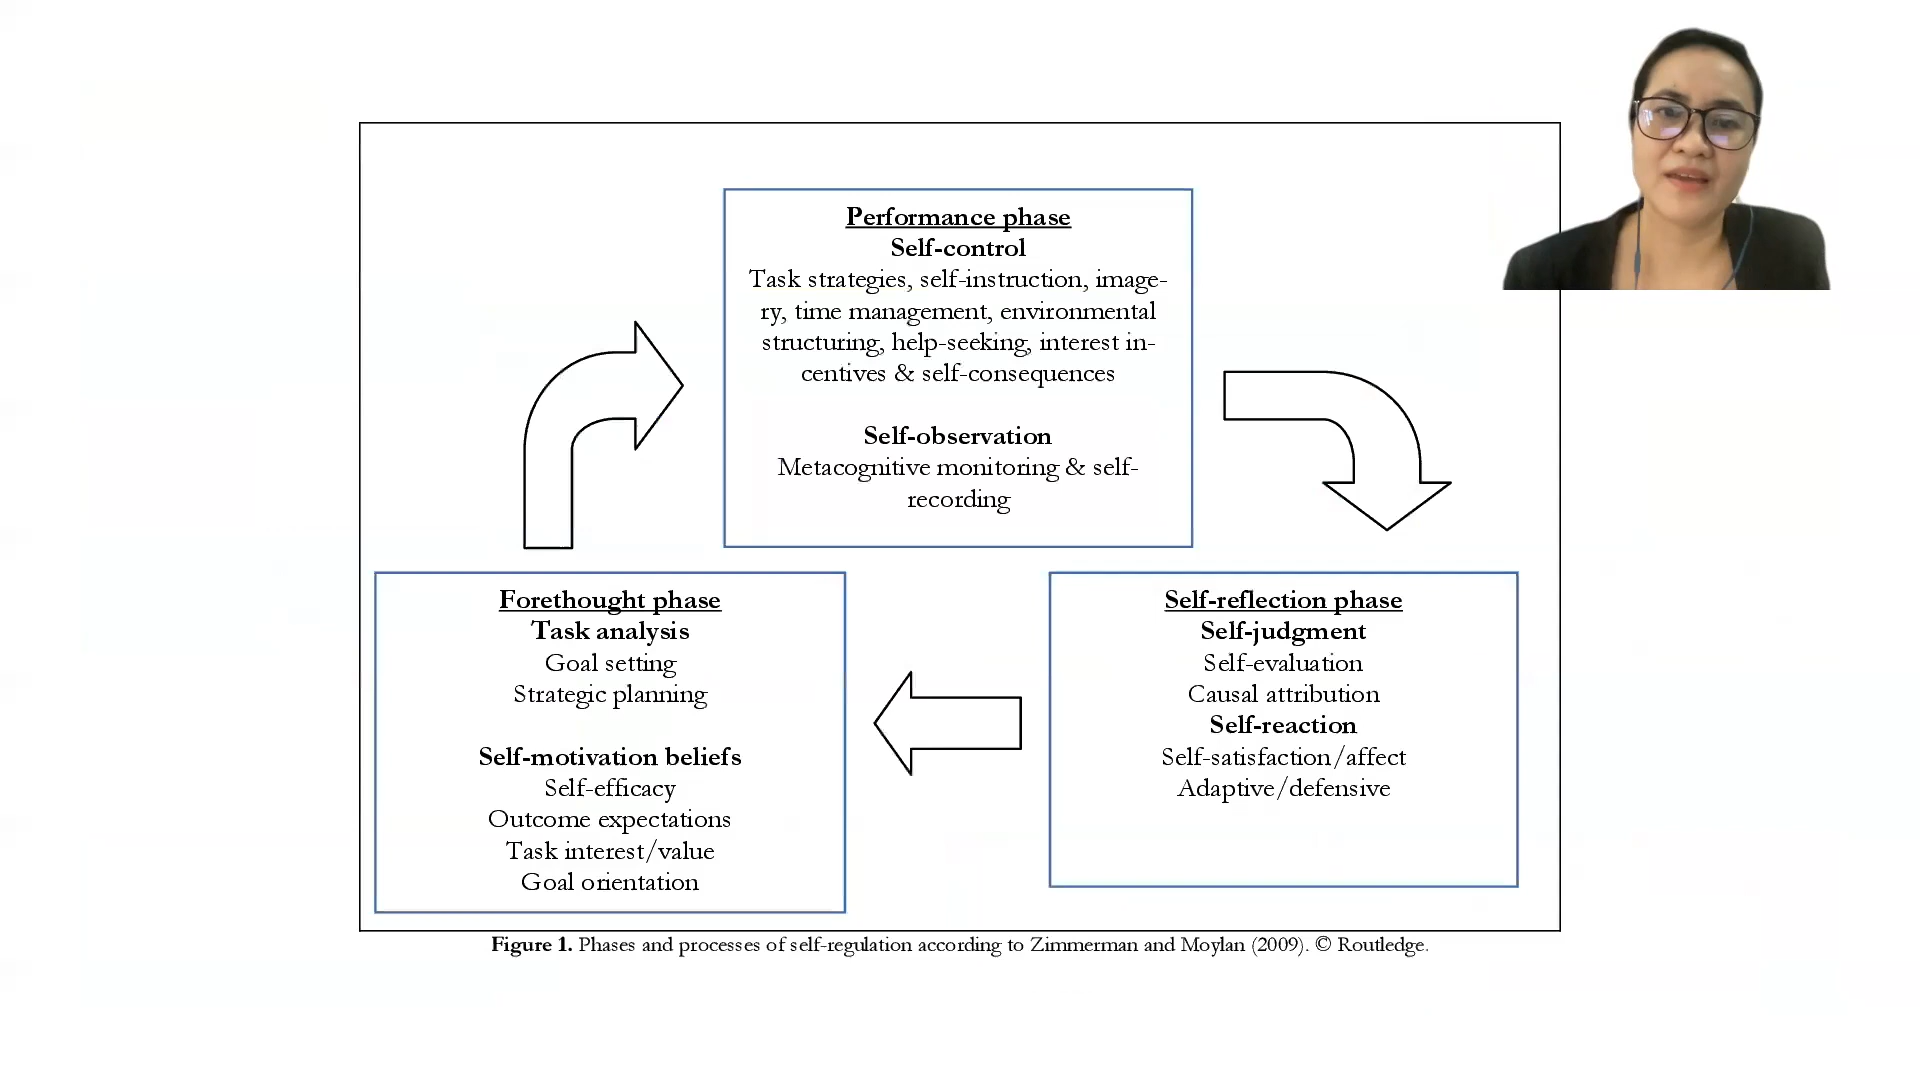 Performance phase
Self-control
Task strategies, self-instruction, image-
ry, time management, environmental
structuring, help-seeking, interest in-
centives & self-consequences
Self-observation
Metacognitive monitoring & self-
recording
Forethought phase
Task analysis
Goal setting
Strategic planning
Self-motivation beliefs
Self-efficacy
Outcome expectations
Task interest/value
Goal orientation
Self-reflection phase
Self-judgment
Self-evaluation
Causal attribution
Self-reaction
Self-satisfaction/affect
Adaptive/defensive
Figure 1. Phases and processes of self-regulation according to Zimmerman and Moylan (2009). © Routledge.